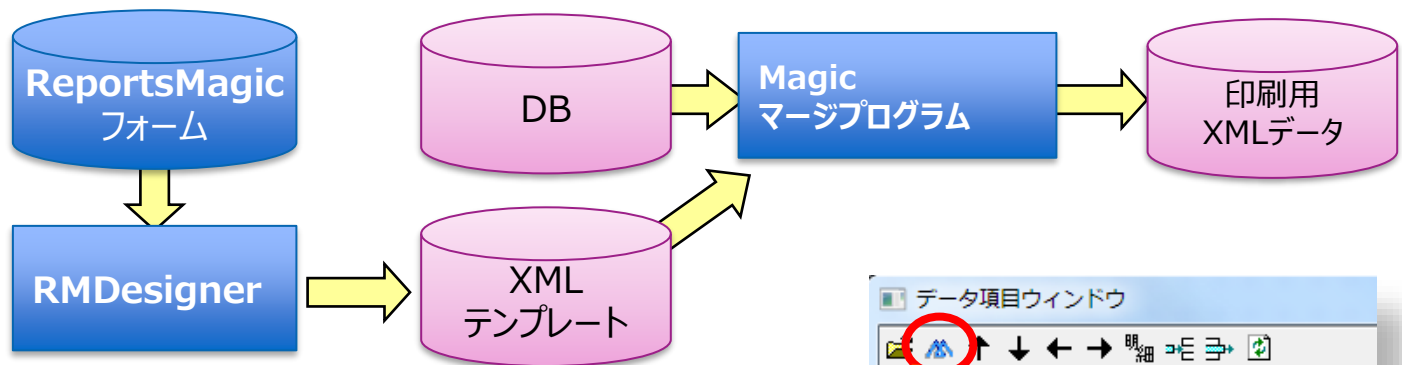 ReportsMagic
フォーム
DB
Magic
マージプログラム
印刷用
XMLデータ
RMDesigner
XML
テンプレート
データ項目ウィンドウ
明細